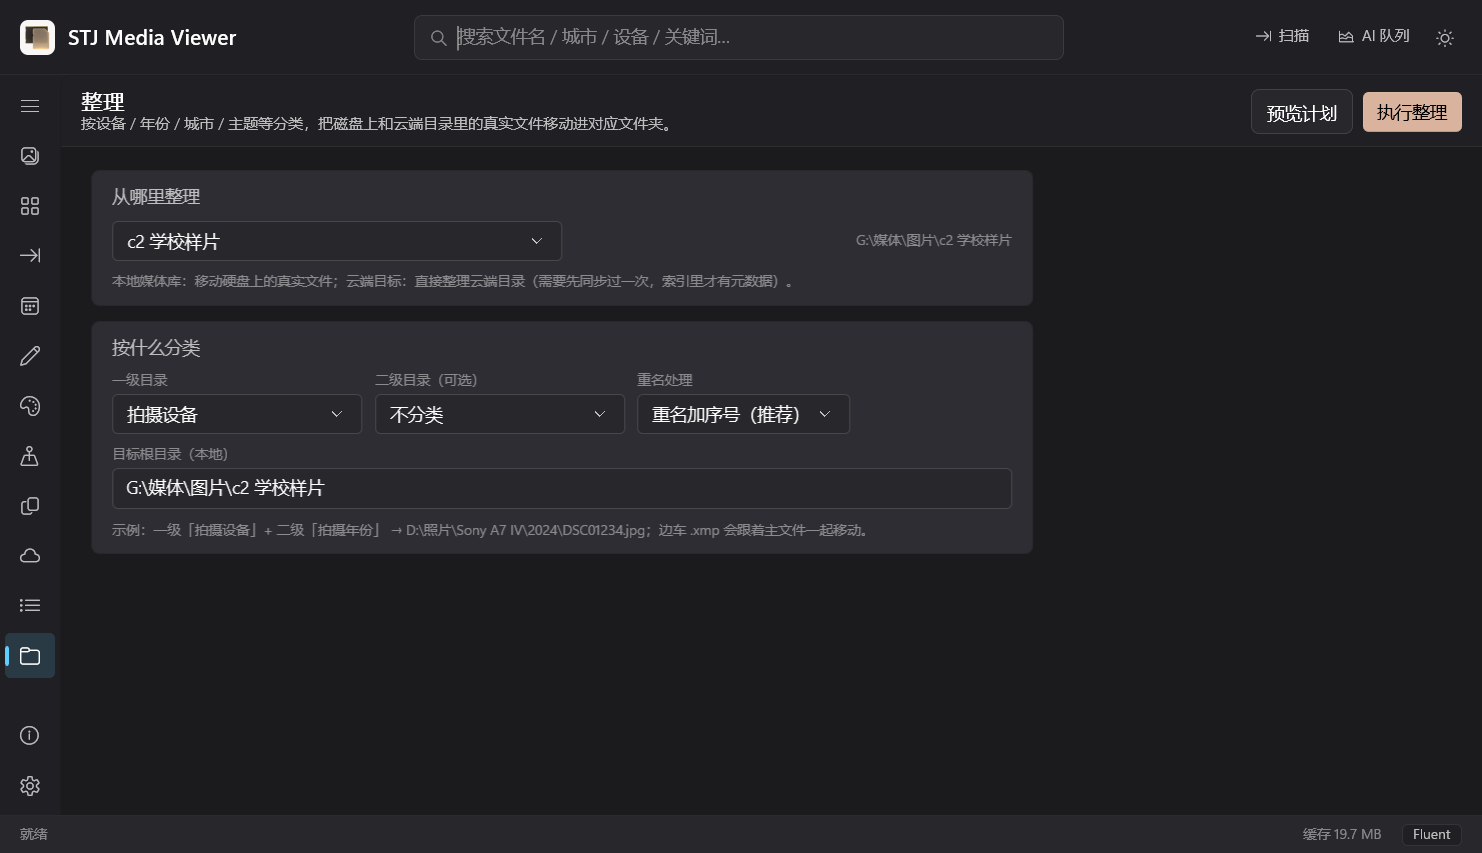 STJ Media Viewer
搜索文件名 / 城市 / 设备 / 关键词...
扫描
AI 队列
整理
按设备 / 年份 / 城市 / 主题等分类，把磁盘上和云端目录里的真实文件移动进对应文件夹。
预览计划
执行整理
从哪里整理
c2 学校样片
G:\媒体\图片\c2 学校样片
本地媒体库：移动硬盘上的真实文件；云端目标：直接整理云端目录（需要先同步过一次，索引里才有元数据）。
按什么分类
一级目录
二级目录（可选）
重名处理
拍摄设备
不分类
重名加序号（推荐）
目标根目录（本地）
G:\媒体\图片\c2 学校样片
示例：一级「拍摄设备」+ 二级「拍摄年份」 → D:\照片\Sony A7 IV\2024\DSC01234.jpg；边车 .xmp 会跟着主文件一起移动。
就绪
缓存 19.7 MB
Fluent